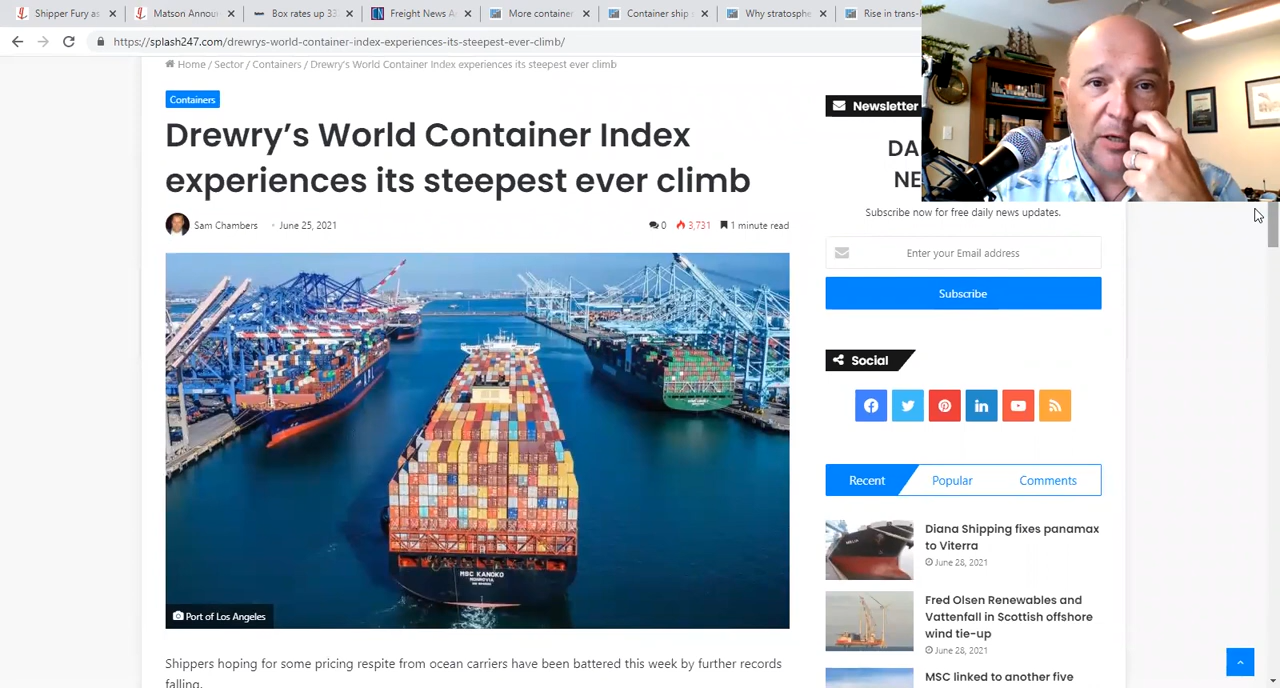 Shipper Fury as
Matson Annou
Box rates up 33
Freight News A
More container
Container ship s
Why stratosphe
Rise in trans-
https://splash247.com/drewrys-world-container-index-experiences-its-steepest-ever-climb/
Home / Sector / Containers / Drewry's World Container Index experiences its steepest ever climb
Containers
Drewry's World Container Index
experiences its steepest ever climb
Sam Chambers · June 25, 2021 0 3,731 1 minute read
MSC KANOKO
MONROVIA
Port of Los Angeles
Shippers hoping for some pricing respite from ocean carriers have been battered this week by further records
falling.
Newsletter
DA
NE
Subscribe now for free daily news updates.
Enter your Email address
Subscribe
Social
Recent Popular Comments
Diana Shipping fixes panamax
to Viterra
June 28, 2021
Fred Olsen Renewables and
Vattenfall in Scottish offshore
wind tie-up
June 28, 2021
MSC linked to another five